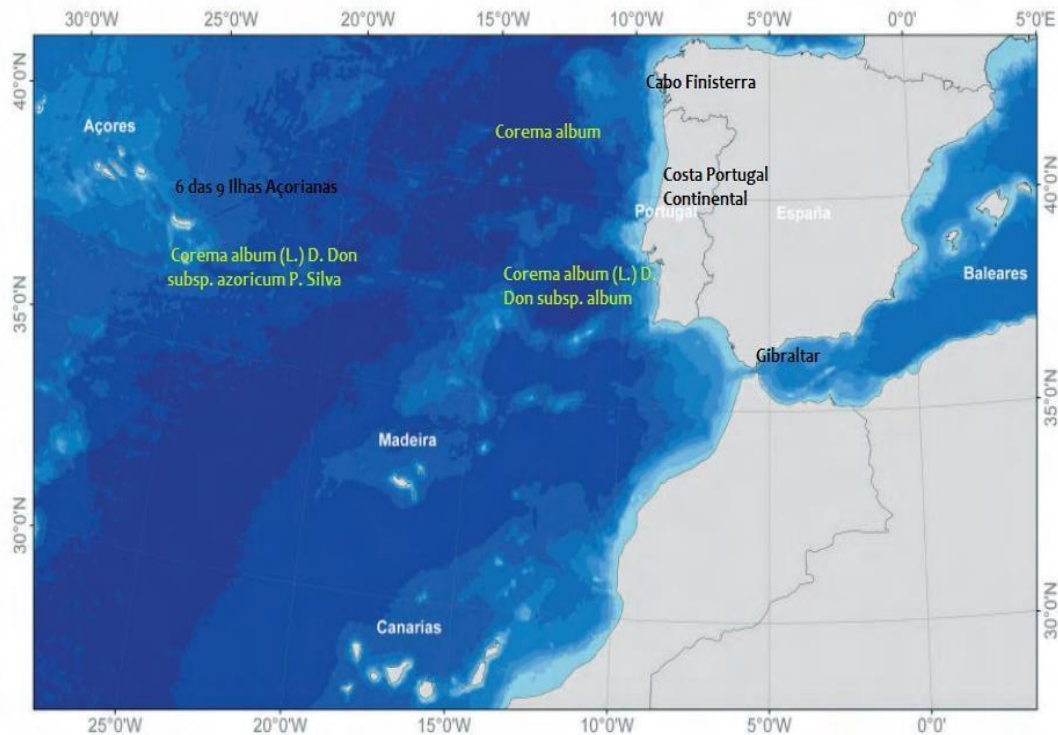 30°0'W 25°0'W 20°0'W 15°0'W 10°0'W 5°0'W 0°0' 5°0'E
40°0'N
Cabo Finisterra
Açores
Corema album
6 das 9 Ilhas Açorianas
Costa Portugal
Continental
40°0'N
Portugal
España
Corema album (L.) D. Don
subsp. azoricum P. Silva
Corema album (L.) D.
Don subsp. album
Baleares
35°0'N
Gibraltar
35°0'N
Madeira
30°0'N
30°0'N
Canarias
25°0'W 20°0'W 15°0'W 10°0'W 5°0'W 0°0'